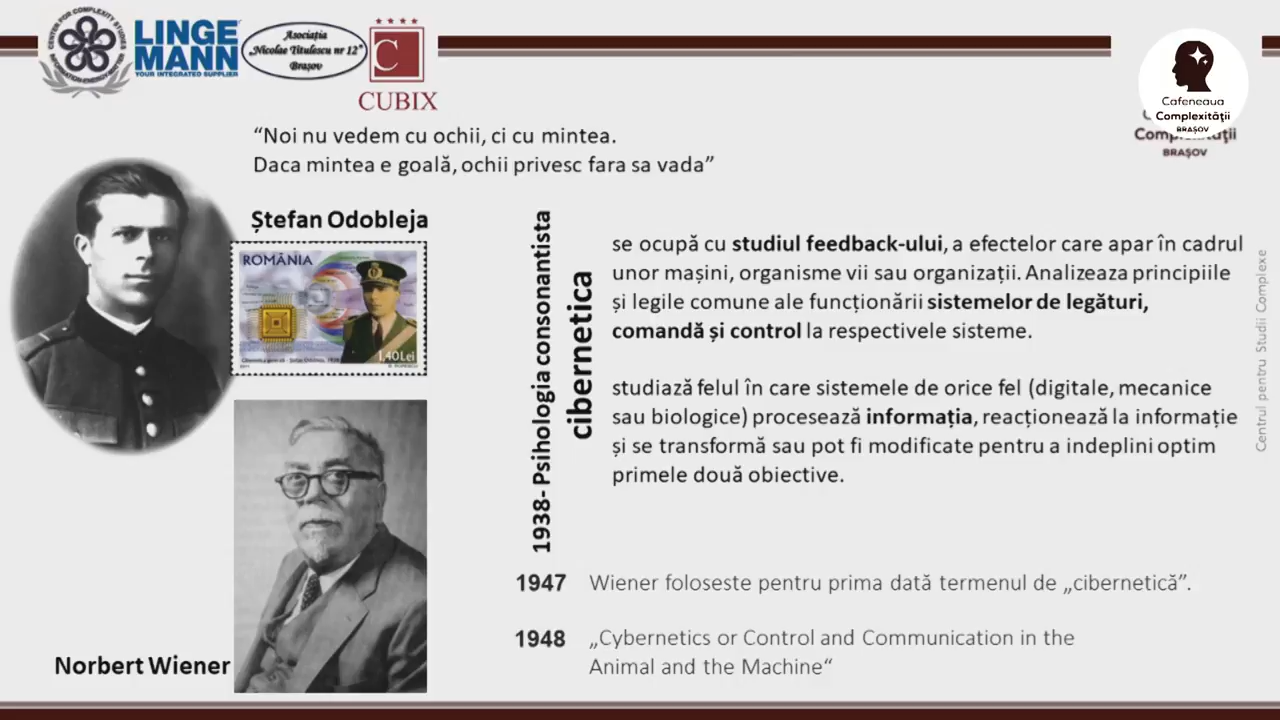 CENTER FOR COMPLEXITY STUDIES
LINGE
MANN
YOUR INTEGRATED SUPPLIER
Asociația
„Nicolae Titulescu nr 12”
Brașov
C
CUBIX
Cafeneaua
Complexității
BRAȘOV
BRAȘOV
“Noi nu vedem cu ochii, ci cu mintea.
Daca mintea e goală, ochii privesc fara sa vada”
Ștefan Odobleja
ROMÂNIA
1,40Lei
1938- Psihologia consonantista
cibernetica
se ocupă cu studiul feedback-ului, a efectelor care apar în cadrul
unor mașini, organisme vii sau organizații. Analizeaza principiile
și legile comune ale funcționării sistemelor de legături,
comandă și control la respectivele sisteme.
studiază felul în care sistemele de orice fel (digitale, mecanice
sau biologice) procesează informația, reacționează la informație
și se transformă sau pot fi modificate pentru a indeplini optim
primele două obiective.
Centrul pentru Studii Complexe
1947 Wiener foloseste pentru prima dată termenul de „cibernetică”.
1948 „Cybernetics or Control and Communication in the
Animal and the Machine“
Norbert Wiener